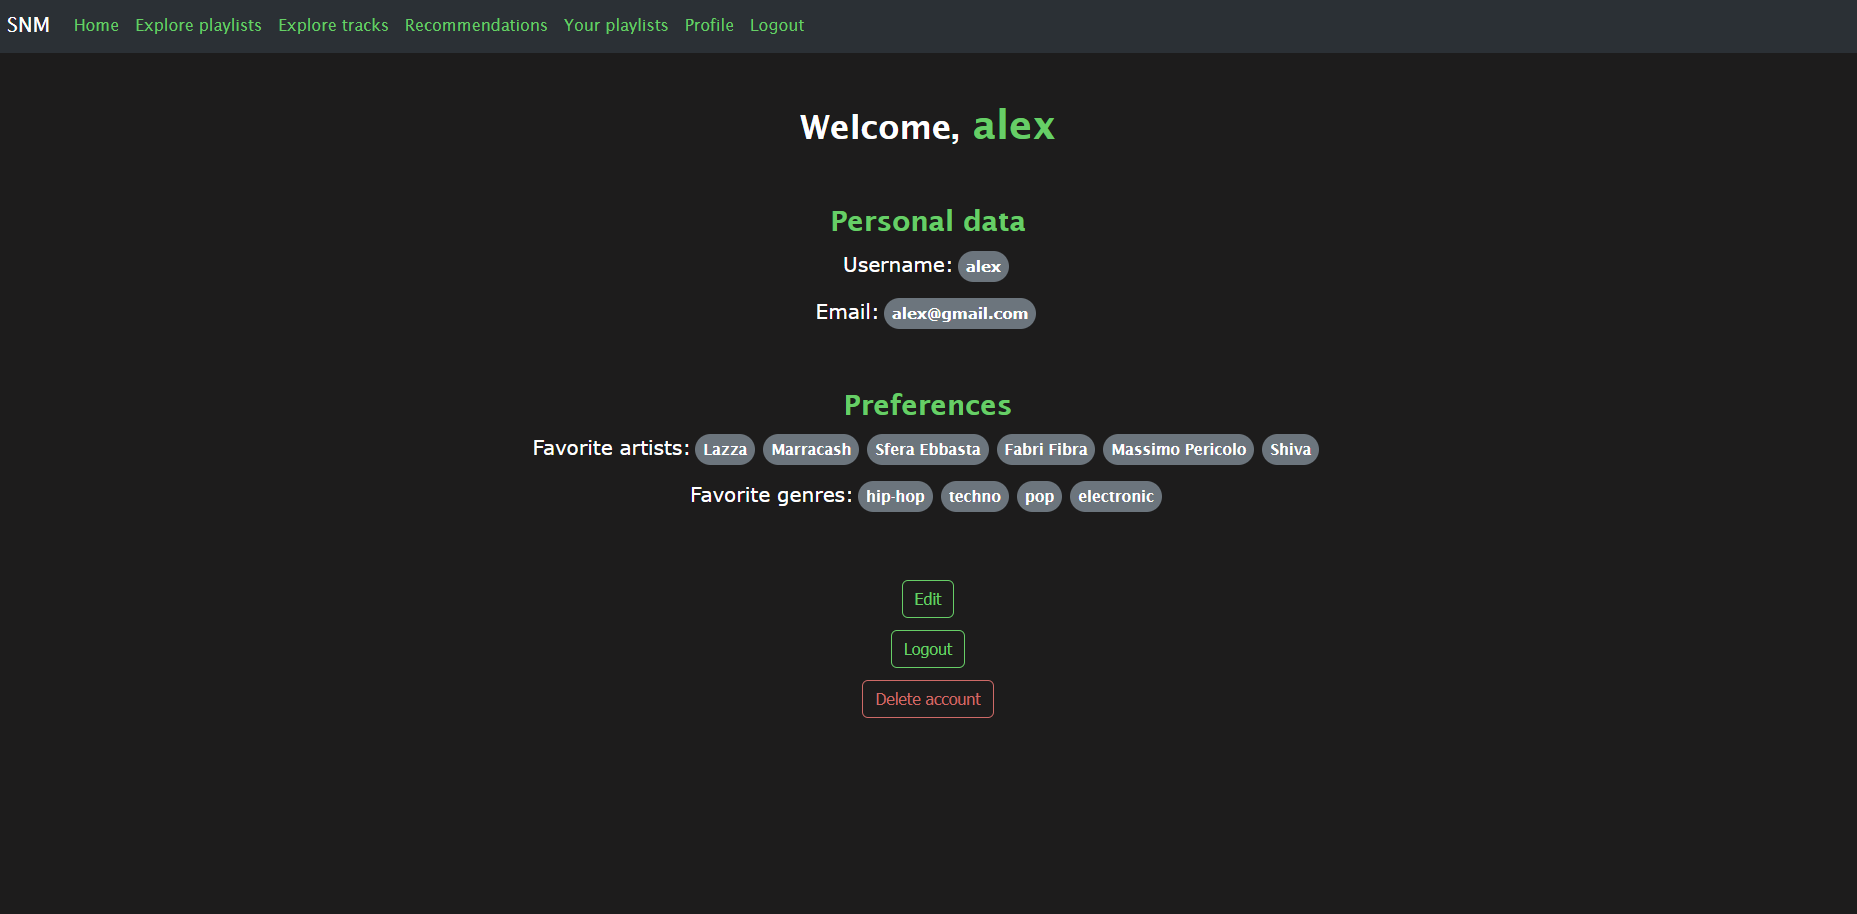 SNM Home Explore playlists Explore tracks Recommendations Your playlists Profile Logout
Welcome, alex
Personal data
Username: alex
Email: alex@gmail.com
Preferences
Favorite artists: Lazza Marracash Sfera Ebbasta Fabri Fibra Massimo Pericolo Shiva
Favorite genres: hip-hop techno pop electronic
Edit
Logout
Delete account